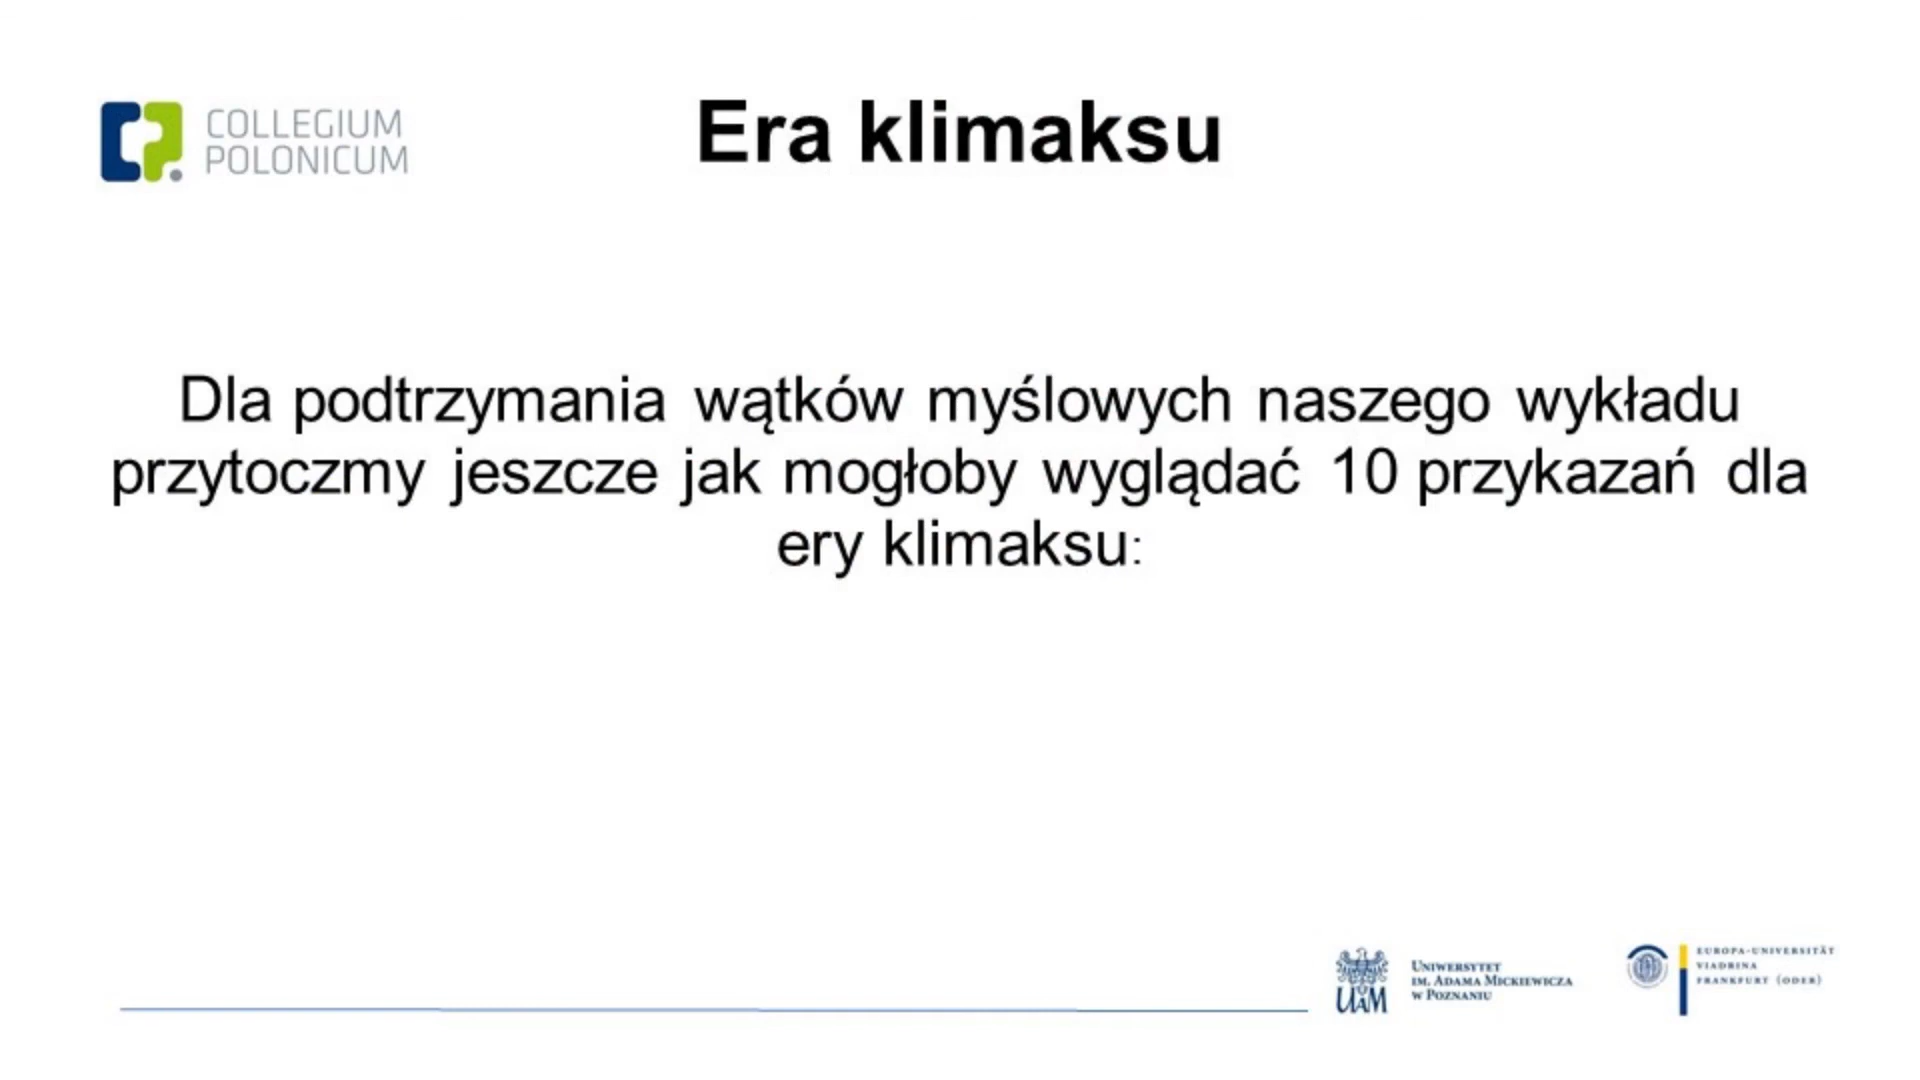 COLLEGIUM
POLONICUM
Era klimaksu
Dla podtrzymania wątków myślowych naszego wykładu
przytoczmy jeszcze jak mogłoby wyglądać 10 przykazań dla
ery klimaksu:
UAM
UNIWERSYTET
IM. ADAMA MICKIEWICZA
W POZNANIU
EUROPA-UNIVERSITÄT
VIADRINA
FRANKFURT (ODER)